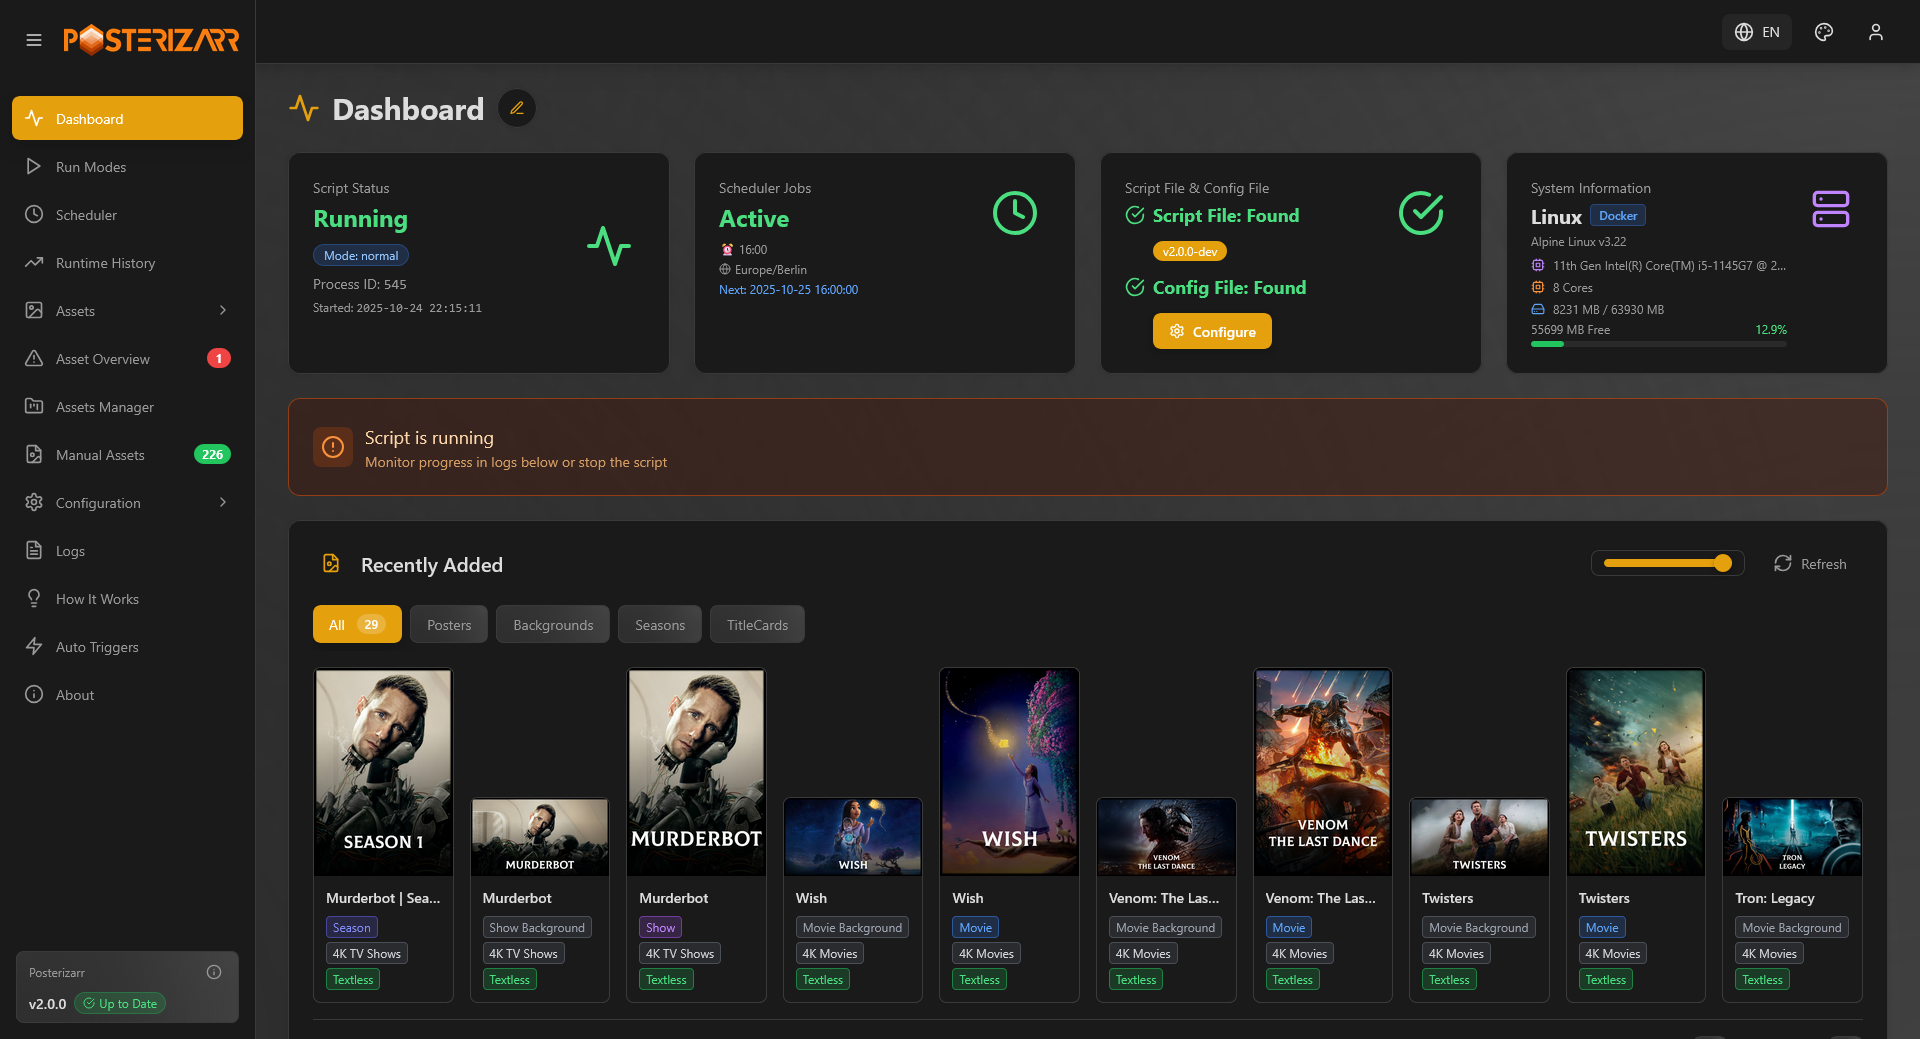 POSTERIZARR
EN
Dashboard
Run Modes
Scheduler
Runtime History
Assets
Asset Overview 1
Assets Manager
Manual Assets 226
Configuration
Logs
How It Works
Auto Triggers
About
Posterizarr
v2.0.0 Up to Date
Dashboard
Script Status
Running
Mode: normal
Process ID: 545
Started: 2025-10-24 22:15:11
Scheduler Jobs
Active
16:00
Europe/Berlin
Next: 2025-10-25 16:00:00
Script File & Config File
Script File: Found
v2.0.0-dev
Config File: Found
Configure
System Information
Linux Docker
Alpine Linux v3.22
11th Gen Intel(R) Core(TM) i5-1145G7 @ 2...
8 Cores
8231 MB / 63930 MB
55699 MB Free 12.9%
Script is running
Monitor progress in logs below or stop the script
Recently Added
Refresh
All 29 Posters Backgrounds Seasons TitleCards
SEASON 1
Murderbot | Sea...
Season
4K TV Shows
Textless
MURDERBOT
Murderbot
Show Background
4K TV Shows
Textless
MURDERBOT
Murderbot
Show
4K TV Shows
Textless
WISH
Wish
Movie Background
4K Movies
Textless
WISH
Wish
Movie
4K Movies
Textless
VENOM
THE LAST DANCE
Venom: The Las...
Movie Background
4K Movies
Textless
VENOM
THE LAST DANCE
Venom: The Las...
Movie
4K Movies
Textless
TWISTERS
Twisters
Movie Background
4K Movies
Textless
TWISTERS
Twisters
Movie
4K Movies
Textless
TRON
LEGACY
Tron: Legacy
Movie Background
4K Movies
Textless